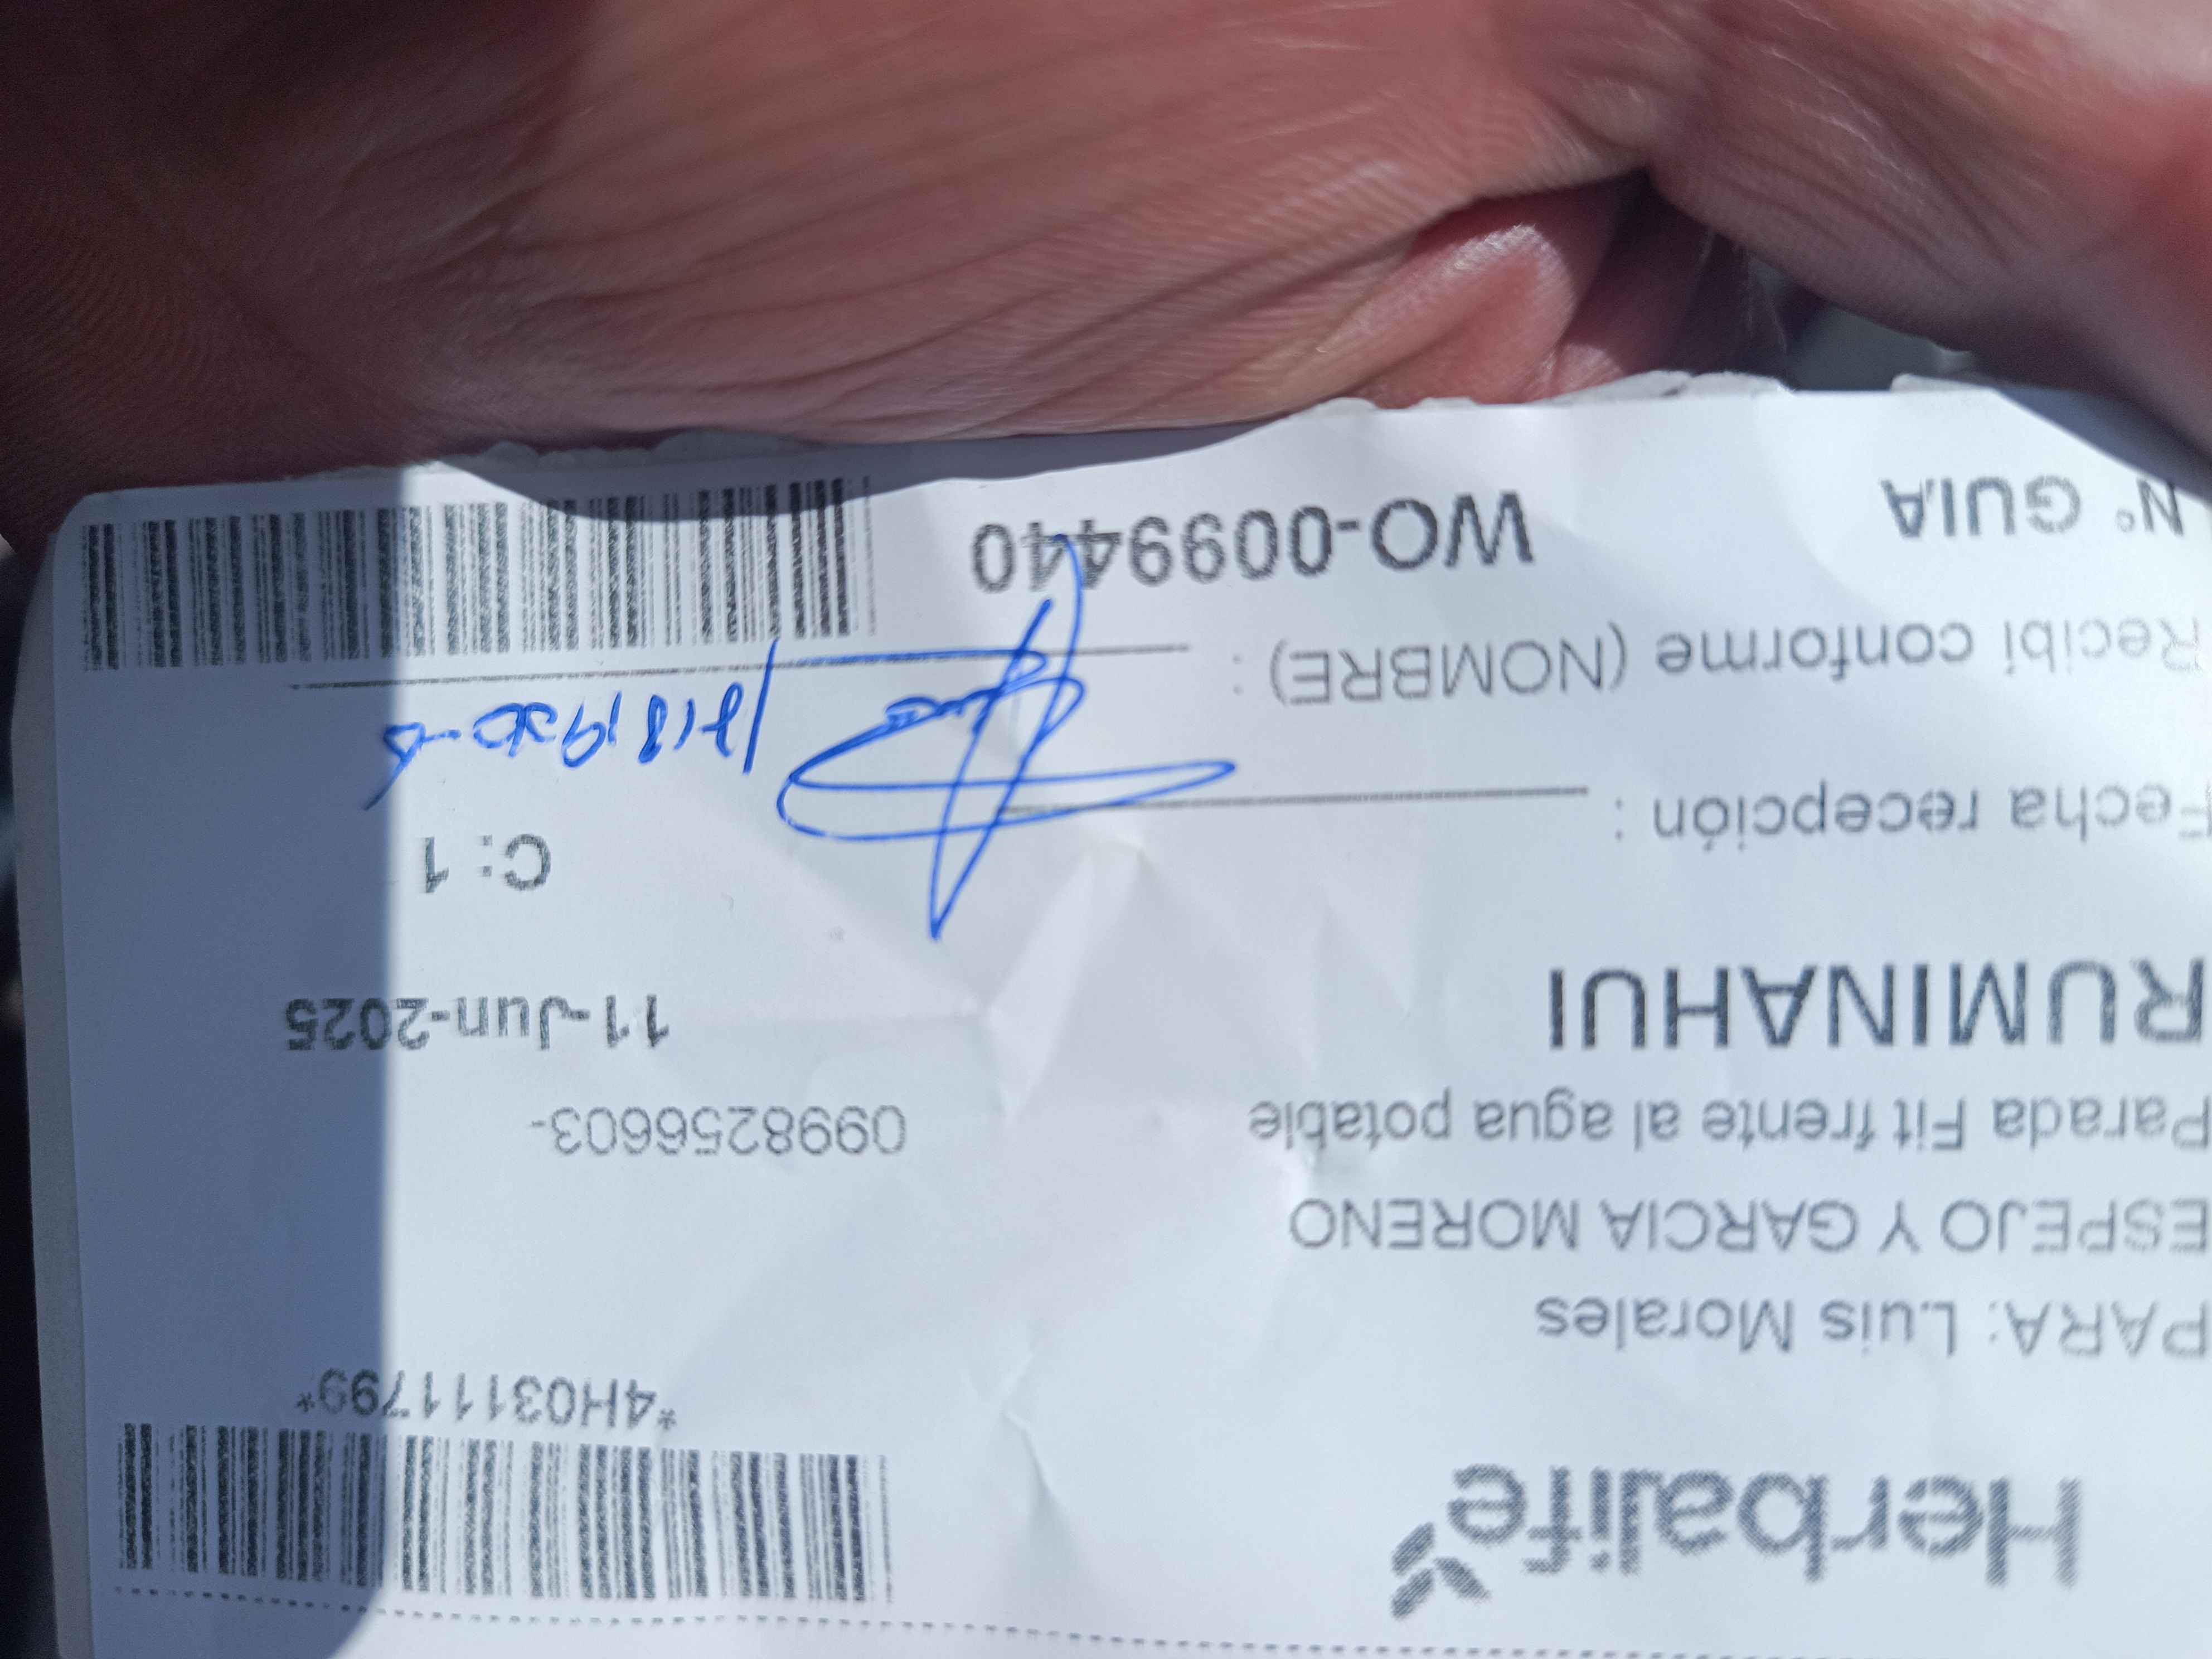 Herbalife
*4H03111799*
PARA: Luis Morales
ESPEJO Y GARCIA MORENO
Parada Fit frente al agua potable 0998256603-
RUMINAHUI 11-Jun-2025
C: 1
Fecha recepción :
Recibí conforme (NOMBRE) :
N° GUIA WO-0099440